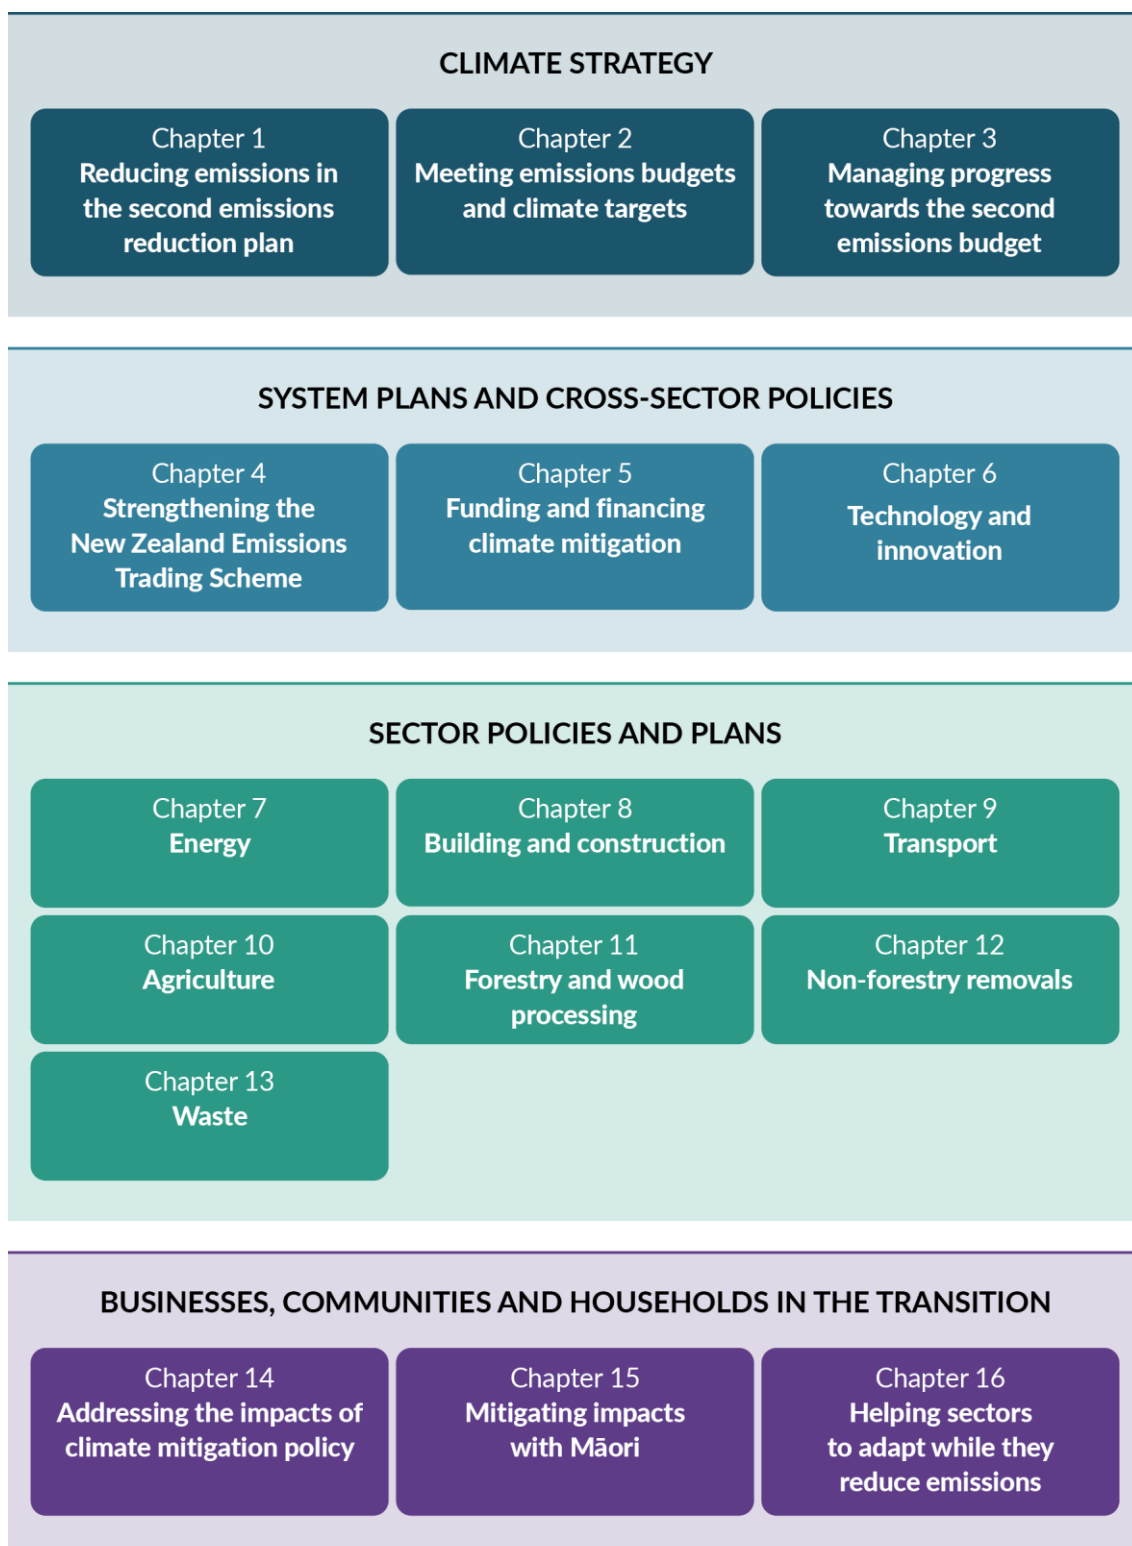 CLIMATE STRATEGY
Chapter 1
Reducing emissions in
the second emissions
reduction plan
Chapter 2
Meeting emissions budgets
and climate targets
Chapter 3
Managing progress
towards the second
emissions budget
SYSTEM PLANS AND CROSS-SECTOR POLICIES
Chapter 4
Strengthening the
New Zealand Emissions
Trading Scheme
Chapter 5
Funding and financing
climate mitigation
Chapter 6
Technology and
innovation
SECTOR POLICIES AND PLANS
Chapter 7
Energy
Chapter 8
Building and construction
Chapter 9
Transport
Chapter 10
Agriculture
Chapter 11
Forestry and wood
processing
Chapter 12
Non-forestry removals
Chapter 13
Waste
BUSINESSES, COMMUNITIES AND HOUSEHOLDS IN THE TRANSITION
Chapter 14
Addressing the impacts of
climate mitigation policy
Chapter 15
Mitigating impacts
with Māori
Chapter 16
Helping sectors
to adapt while they
reduce emissions